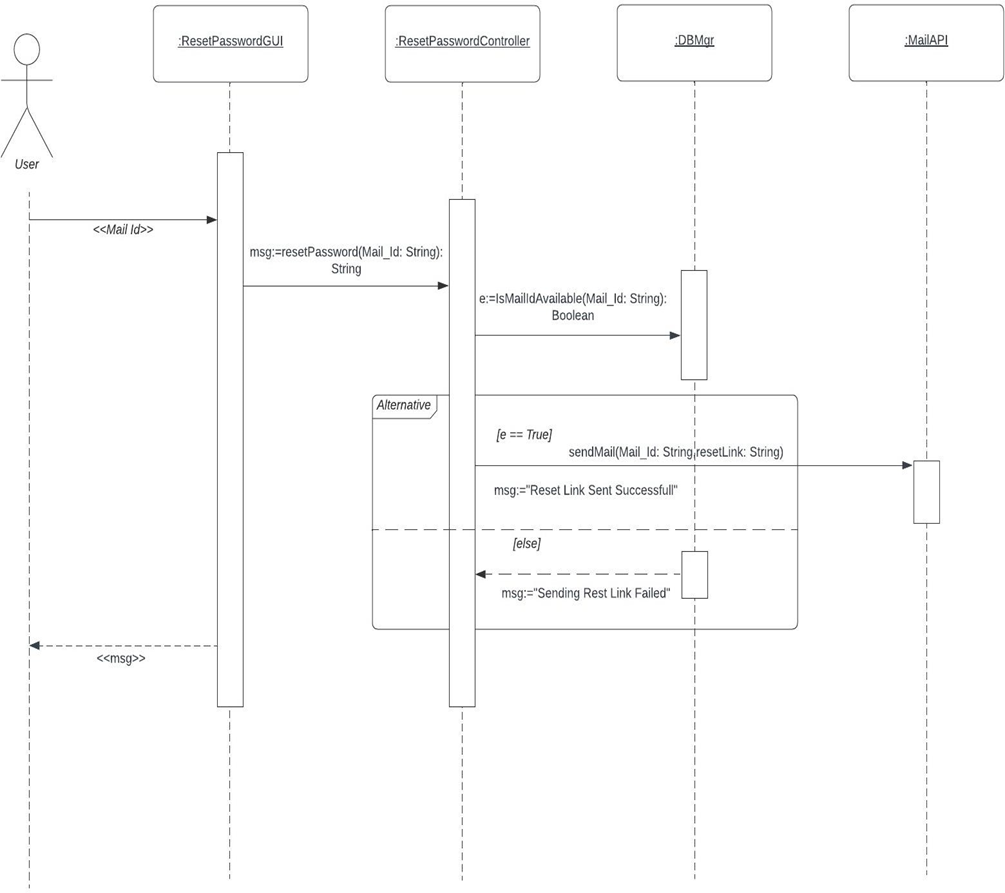 :ResetPasswordGUI
:ResetPasswordController
:DBMgr
:MailAPI
User
<<Mail Id>>
msg:=resetPassword(Mail_Id: String):
String
e:=IsMailIdAvailable(Mail_Id: String):
Boolean
Alternative
[e == True]
sendMail(Mail_Id: String,resetLink: String)
msg:="Reset Link Sent Successfull"
[else]
msg:="Sending Rest Link Failed"
<<msg>>